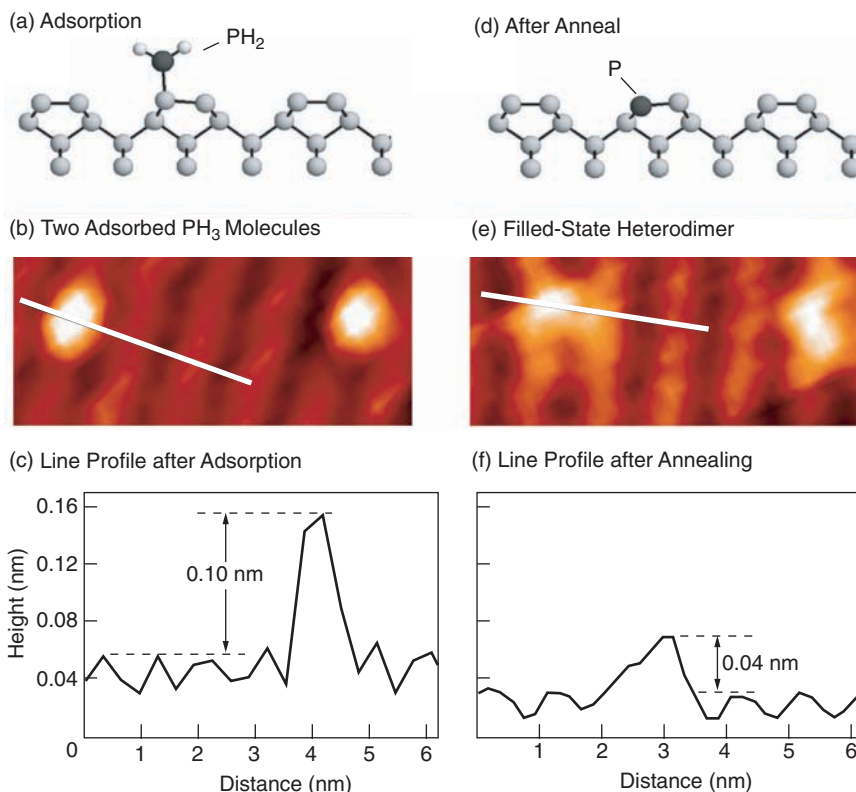 (a) Adsorption
PH₂
(d) After Anneal
P
(b) Two Adsorbed PH₃ Molecules
(e) Filled-State Heterodimer
(c) Line Profile after Adsorption
0.16
0.12
0.08
0.04
0
Height (nm)
0.10 nm
1 2 3 4 5 6
Distance (nm)
(f) Line Profile after Annealing
0.04 nm
1 2 3 4 5 6
Distance (nm)